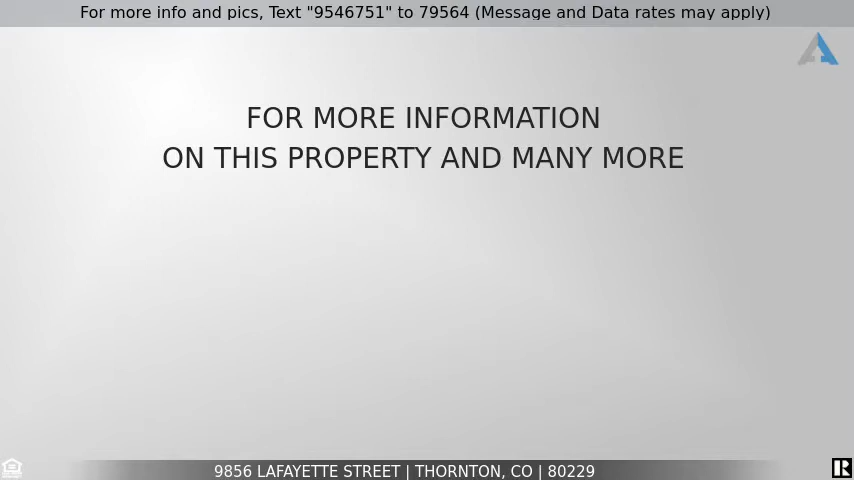 For more info and pics, Text "9546751" to 79564 (Message and Data rates may apply)
FOR MORE INFORMATION
ON THIS PROPERTY AND MANY MORE
9856 LAFAYETTE STREET | THORNTON, CO | 80229